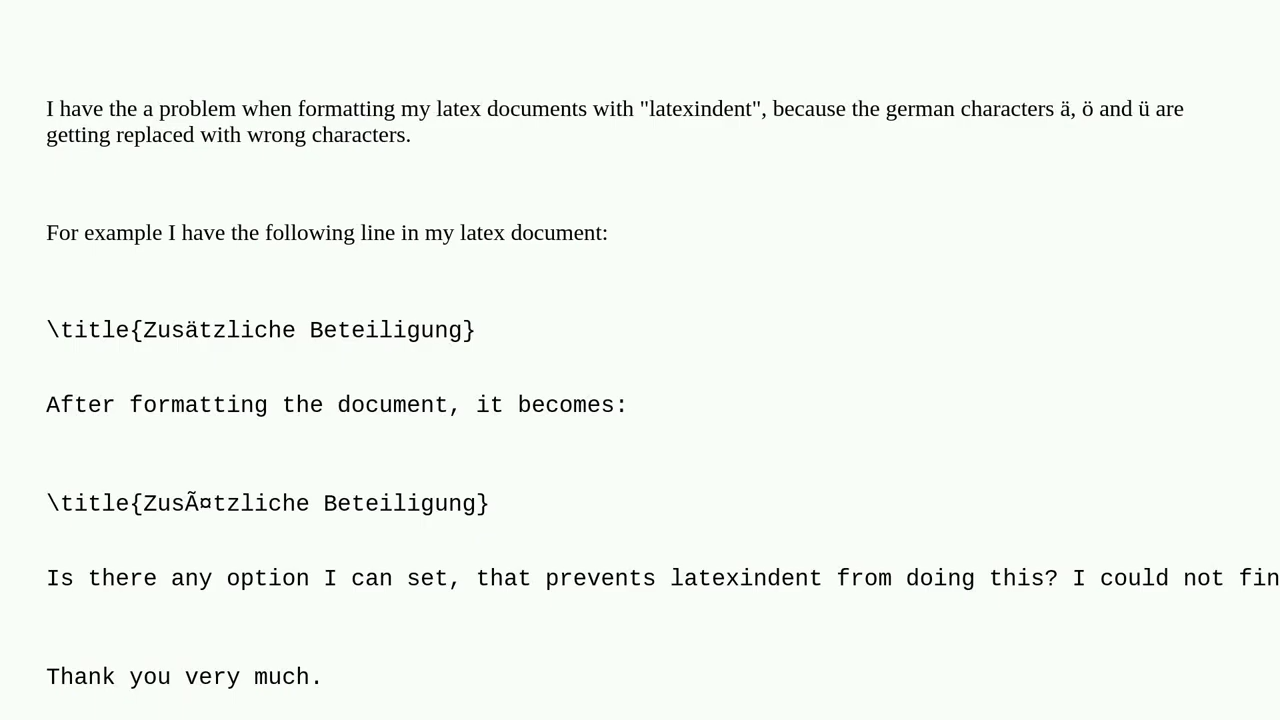 I have the a problem when formatting my latex documents with "latexindent", because the german characters ä, ö and ü are
getting replaced with wrong characters.
For example I have the following line in my latex document:
\title{Zusätzliche Beteiligung}
After formatting the document, it becomes:
\title{ZusÃ¤tzliche Beteiligung}
Is there any option I can set, that prevents latexindent from doing this? I could not
Thank you very much.